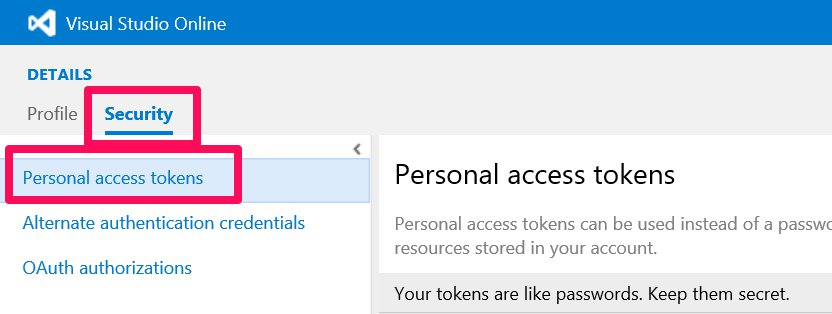 Visual Studio Online
DETAILS
Profile Security
Personal access tokens
Alternate authentication credentials
OAuth authorizations
Personal access tokens
Personal access tokens can be used instead of a
resources stored in your account.
Your tokens are like passwords. Keep them secret.